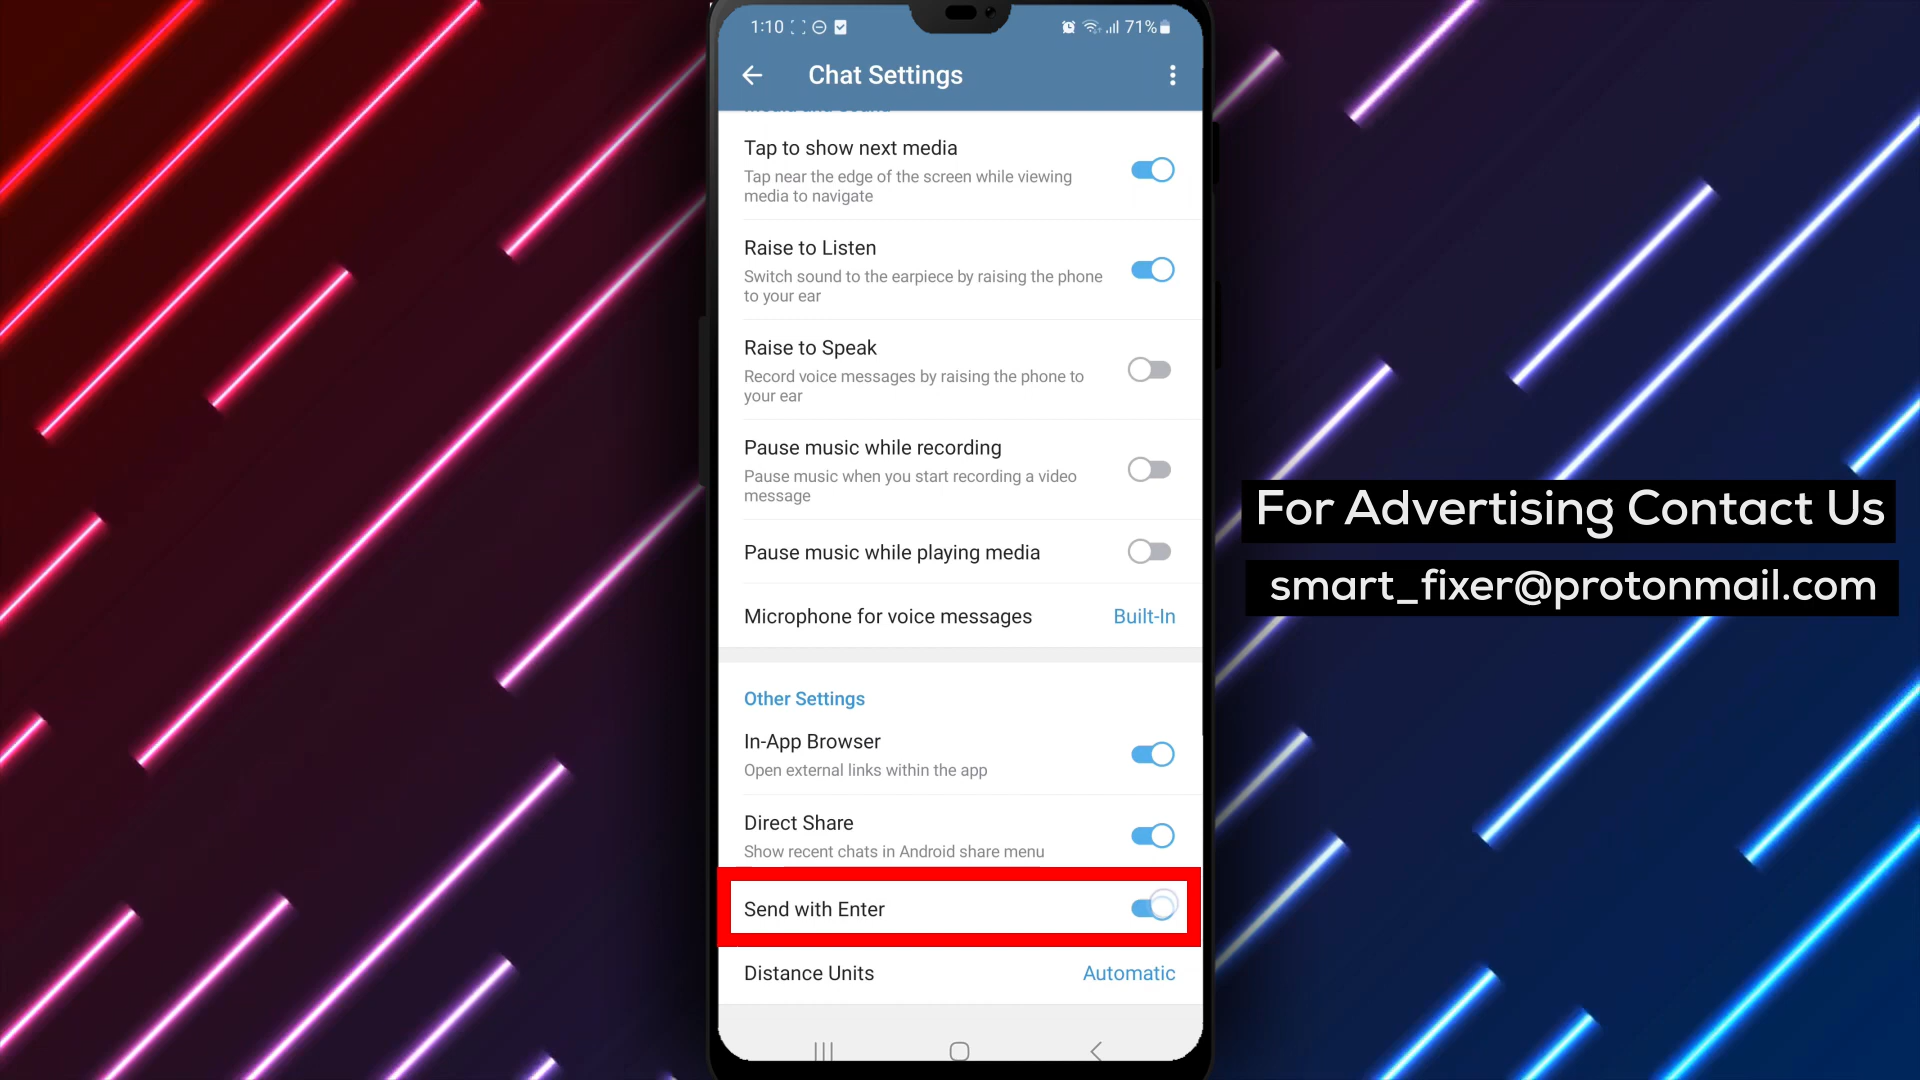 1:10
71%
Chat Settings
Tap to show next media
Tap near the edge of the screen while viewing
media to navigate
Raise to Listen
Switch sound to the earpiece by raising the phone
to your ear
Raise to Speak
Record voice messages by raising the phone to
your ear
Pause music while recording
Pause music when you start recording a video
message
Pause music while playing media
Microphone for voice messages
Built-In
Other Settings
In-App Browser
Open external links within the app
Direct Share
Show recent chats in Android share menu
Send with Enter
Distance Units
Automatic
For Advertising Contact Us
smart_fixer@protonmail.com